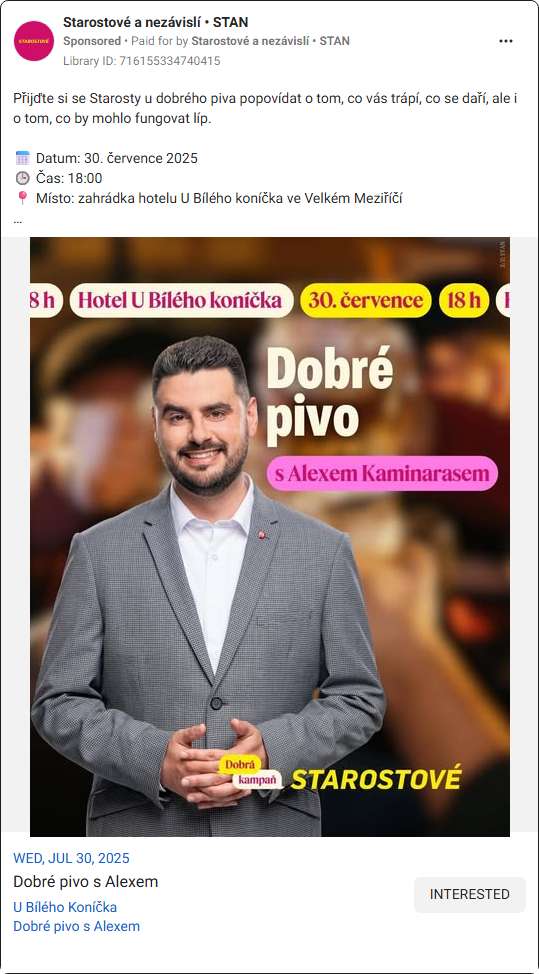 Starostové a nezávislí • STAN
Sponsored • Paid for by Starostové a nezávislí • STAN
Library ID: 716155334740415
STAROSTOVÉ
Přijďte si se Starosty u dobrého piva popovídat o tom, co vás trápí, co se daří, ale i
o tom, co by mohlo fungovat líp.
Datum: 30. července 2025
Čas: 18:00
Místo: zahrádka hotelu U Bílého koníčka ve Velkém Meziříčí
...
8 h Hotel U Bílého koníčka 30. července 18 h
Dobré
pivo
s Alexem Kaminarasem
Dobrá
kampaň
STAROSTOVÉ
WED, JUL 30, 2025
Dobré pivo s Alexem
INTERESTED
U Bílého Koníčka
Dobré pivo s Alexem